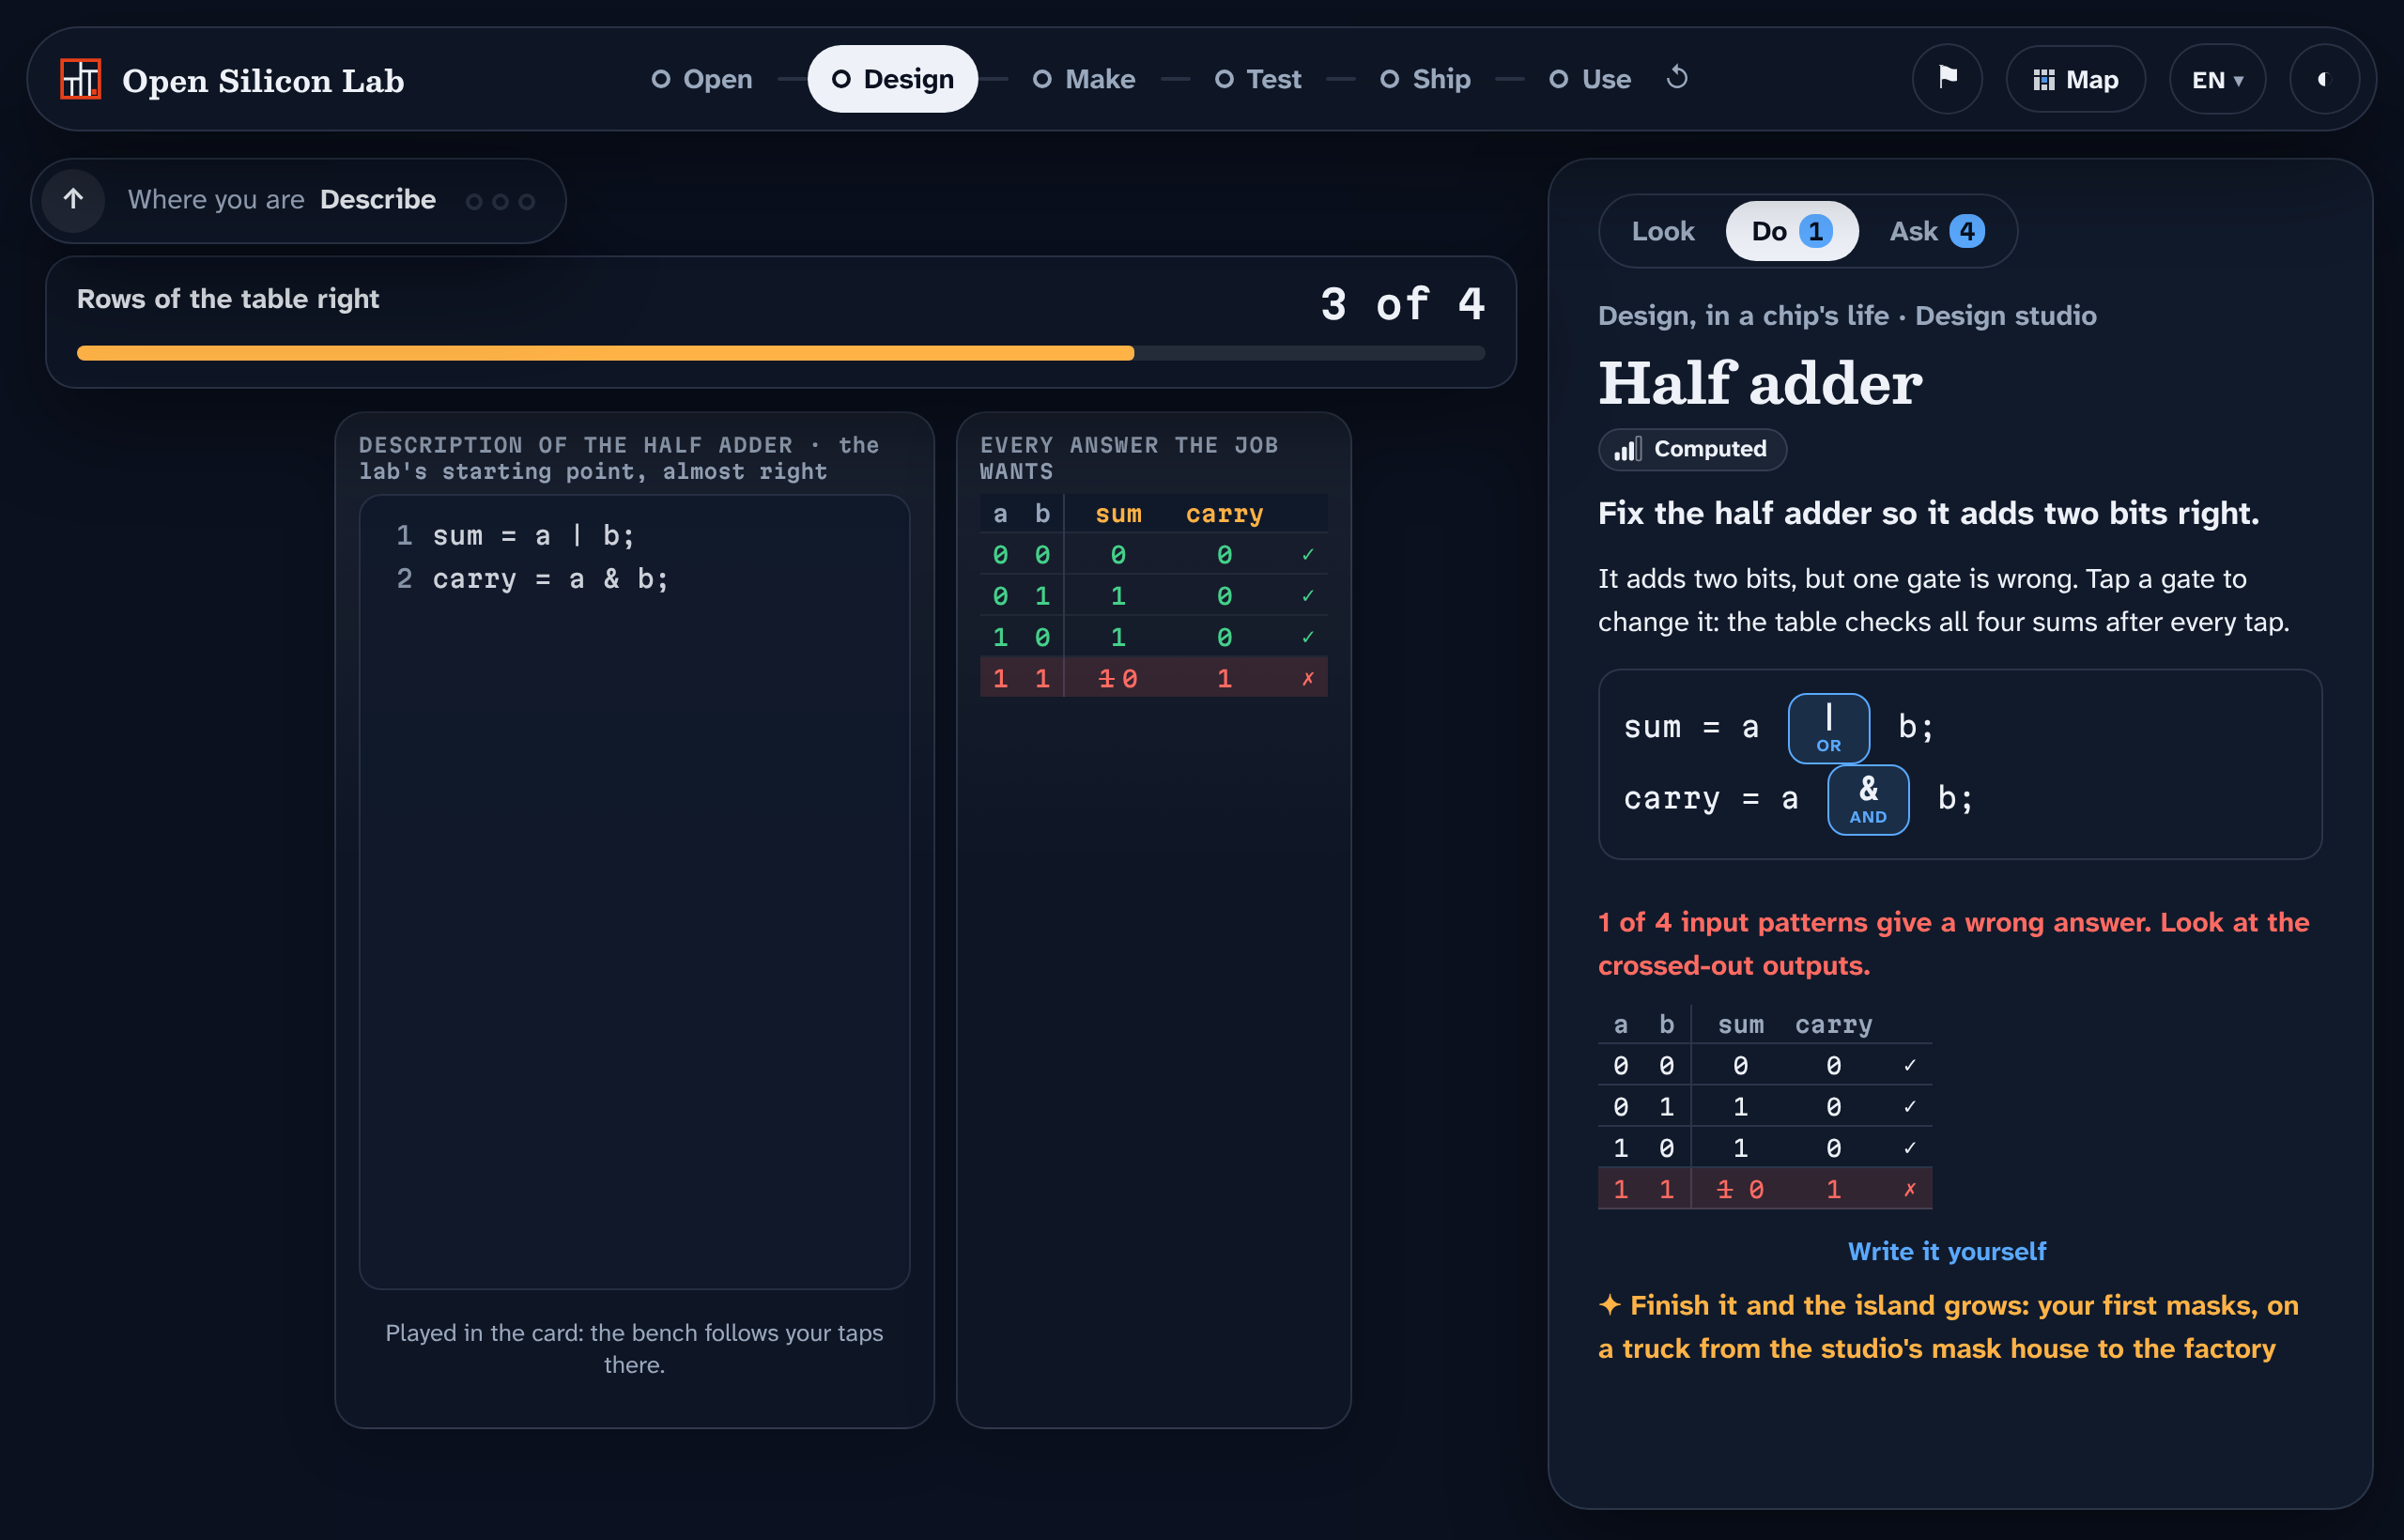 Open Silicon Lab
Open
Design
Make
Test
Ship
Use
Map
EN
Where you are Describe
Rows of the table right
3 of 4
DESCRIPTION OF THE HALF ADDER · the
lab's starting point, almost right
1 sum = a | b;
2 carry = a & b;
Played in the card: the bench follows your taps
there.
EVERY ANSWER THE JOB
WANTS
a b sum carry
0 0 0 0 ✓
0 1 1 0 ✓
1 0 1 0 ✓
1 1 1 0 1 ✗
Look
Do 1
Ask 4
Design, in a chip's life · Design studio
Half adder
Computed
Fix the half adder so it adds two bits right.
It adds two bits, but one gate is wrong. Tap a gate to
change it: the table checks all four sums after every tap.
sum = a | b;
OR
carry = a & b;
AND
1 of 4 input patterns give a wrong answer. Look at the
crossed-out outputs.
a b sum carry
0 0 0 0 ✓
0 1 1 0 ✓
1 0 1 0 ✓
1 1 1 0 1 ✗
Write it yourself
✦ Finish it and the island grows: your first masks, on
a truck from the studio's mask house to the factory